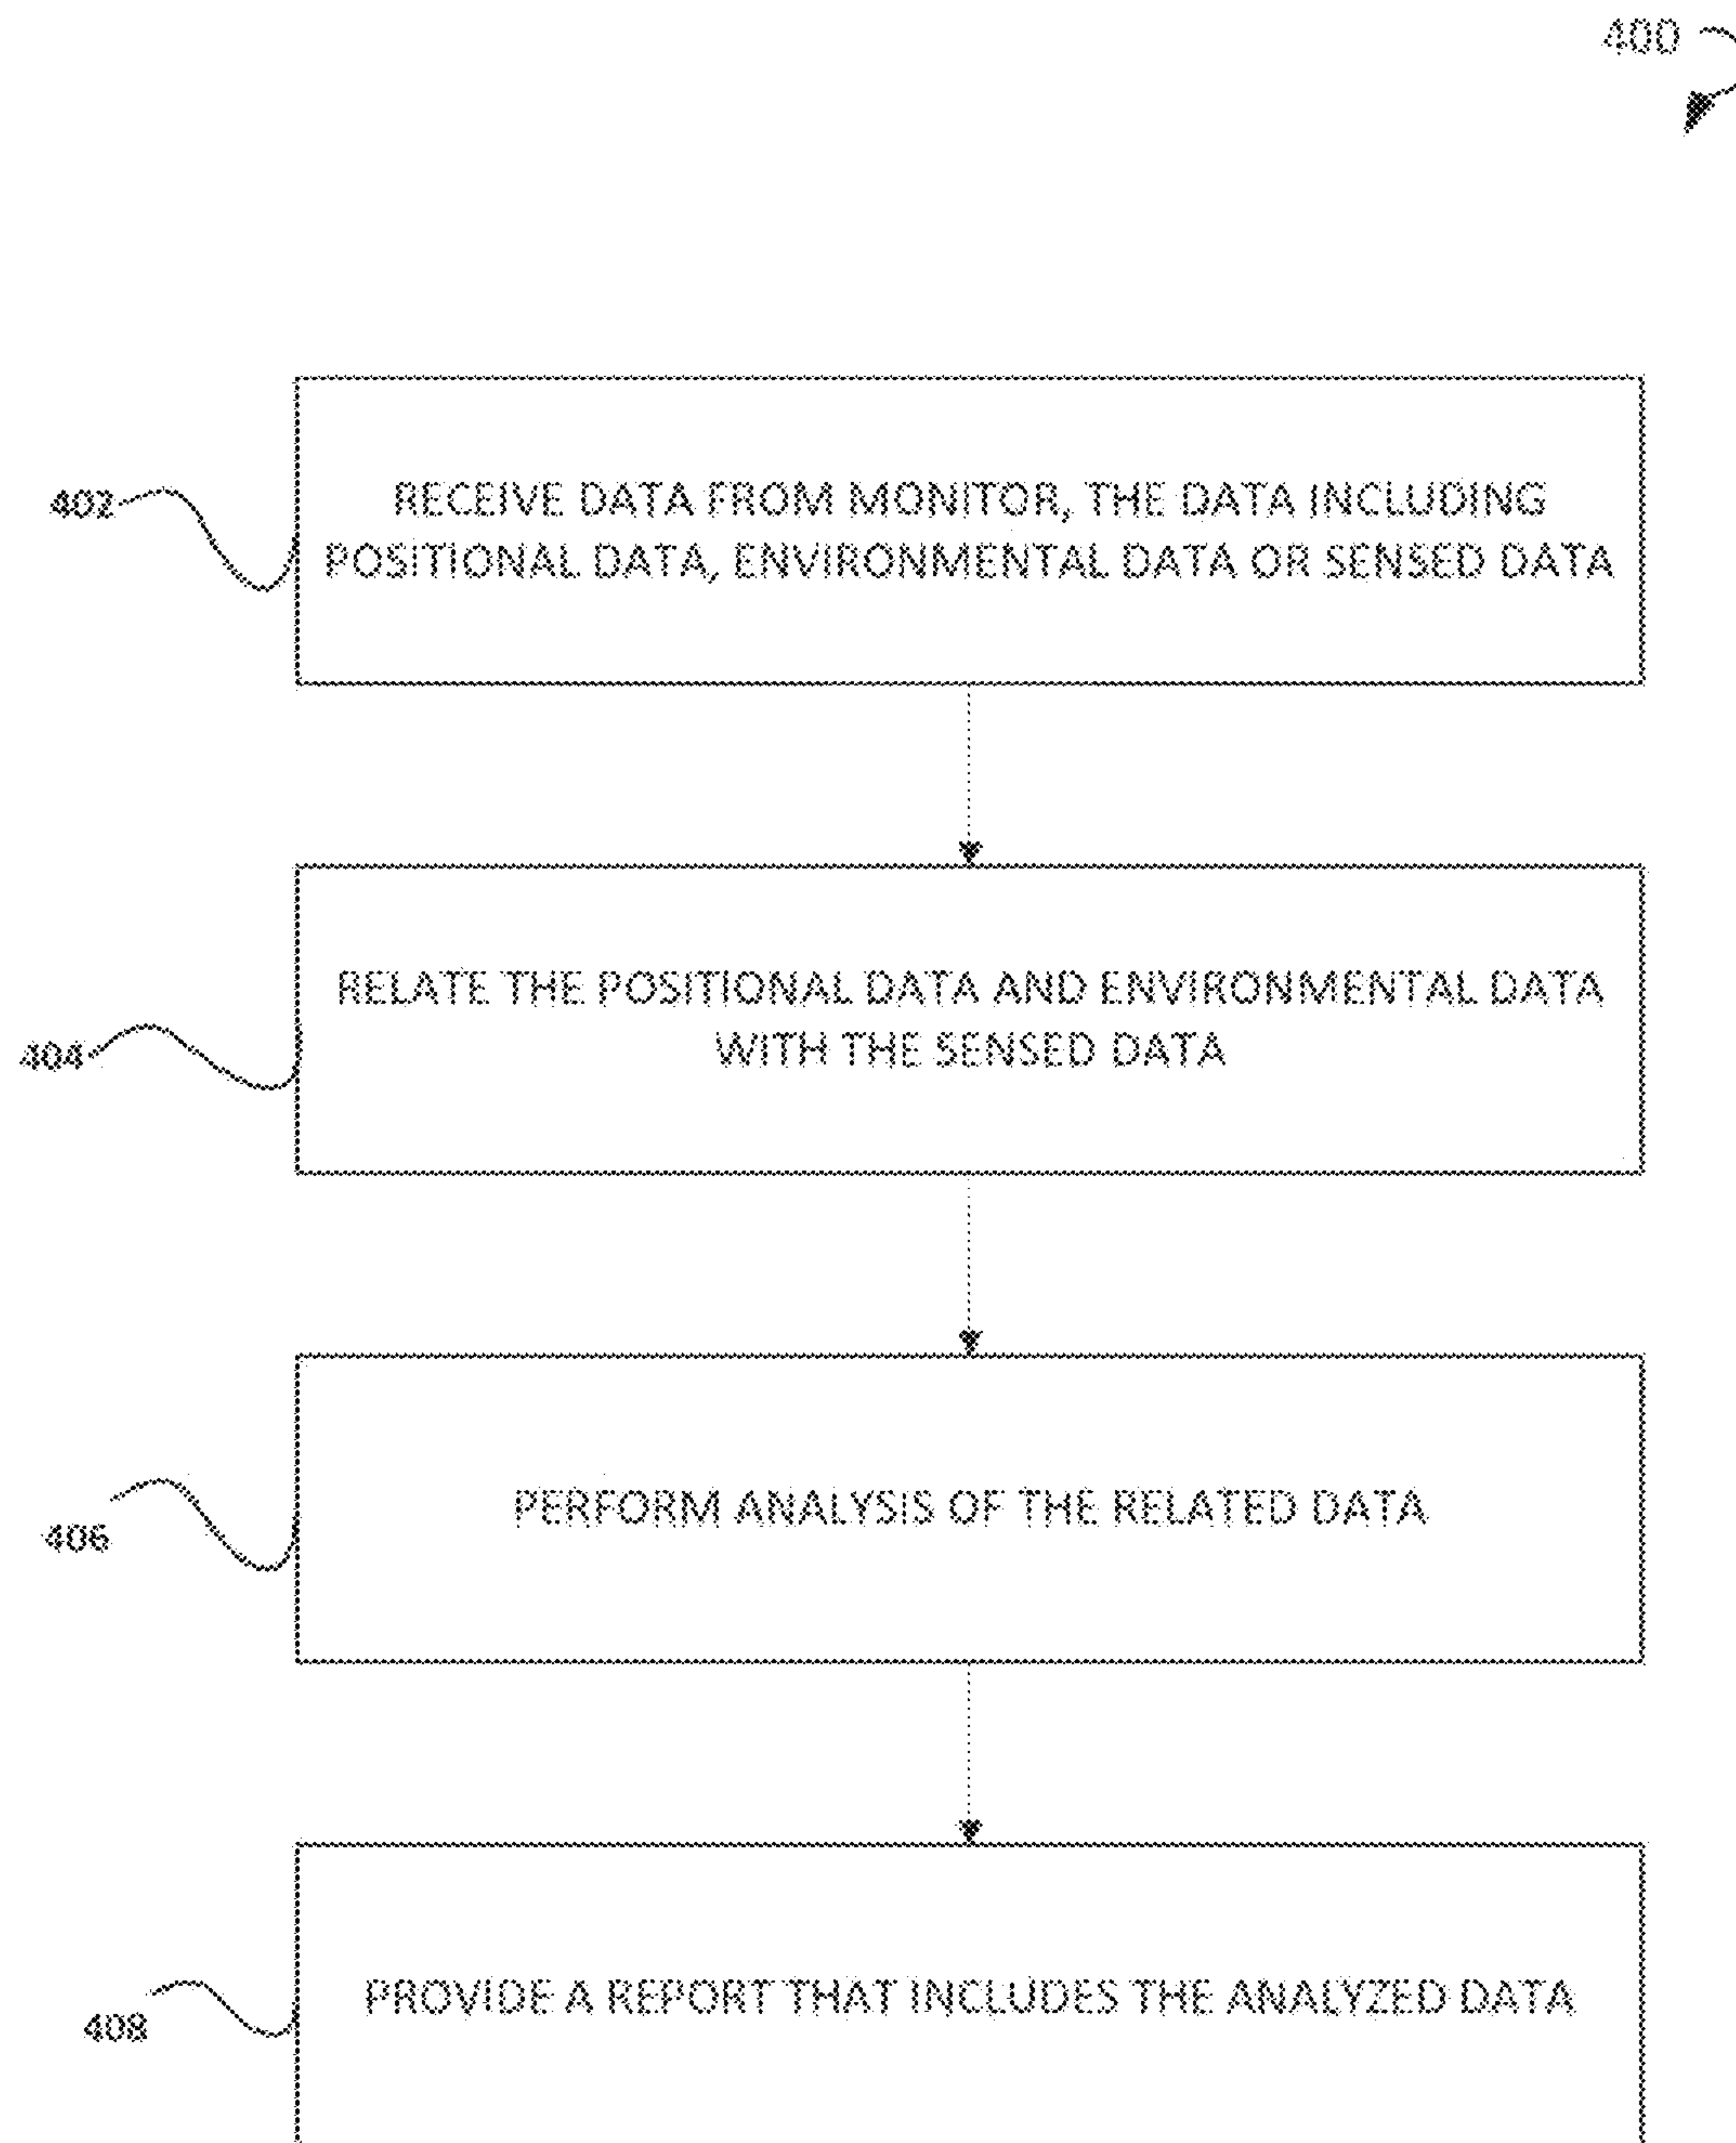 400
402
RECEIVE DATA FROM MONITOR, THE DATA INCLUDING
POSITIONAL DATA, ENVIRONMENTAL DATA OR SENSED DATA
404
RELATE THE POSITIONAL DATA AND ENVIRONMENTAL DATA
WITH THE SENSED DATA
406
PERFORM ANALYSIS OF THE RELATED DATA
408
PROVIDE A REPORT THAT INCLUDES THE ANALYZED DATA